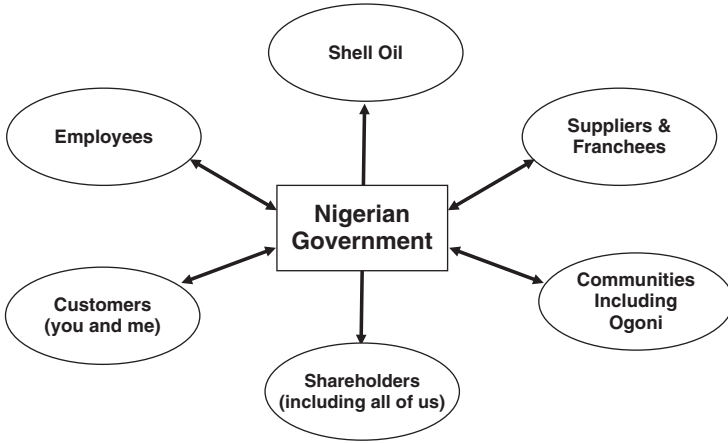 Shell Oil
Employees
Suppliers &
Franchees
Nigerian
Government
Customers
(you and me)
Communities
Including
Ogoni
Shareholders
(including all of us)